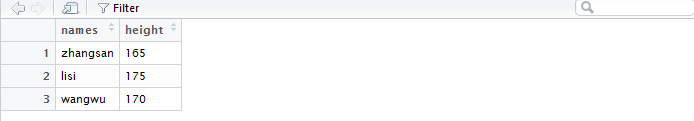 Filter
names height
1 zhangsan 165
2 lisi 175
3 wangwu 170